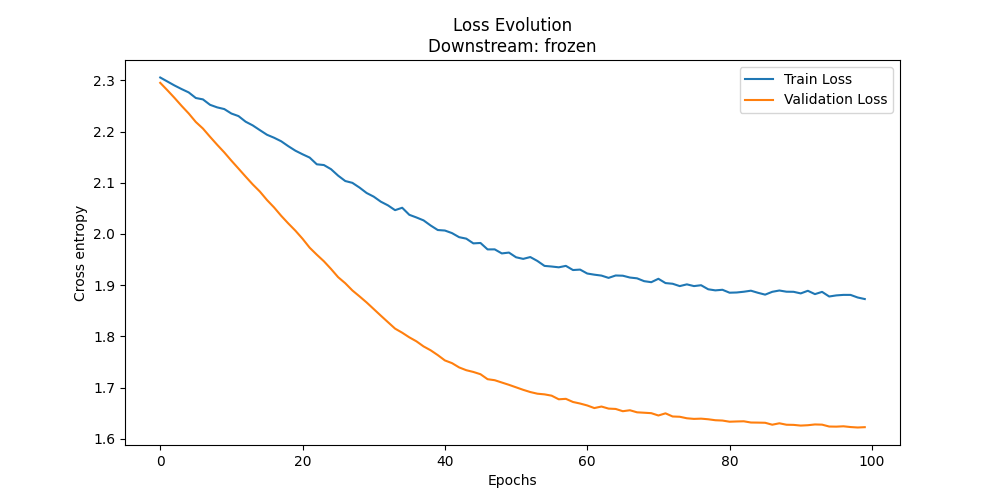 Loss Evolution
Downstream: frozen
Train Loss
Validation Loss
Cross entropy
2.3
2.2
2.1
2.0
1.9
1.8
1.7
1.6
0 20 40 60 80 100
Epochs